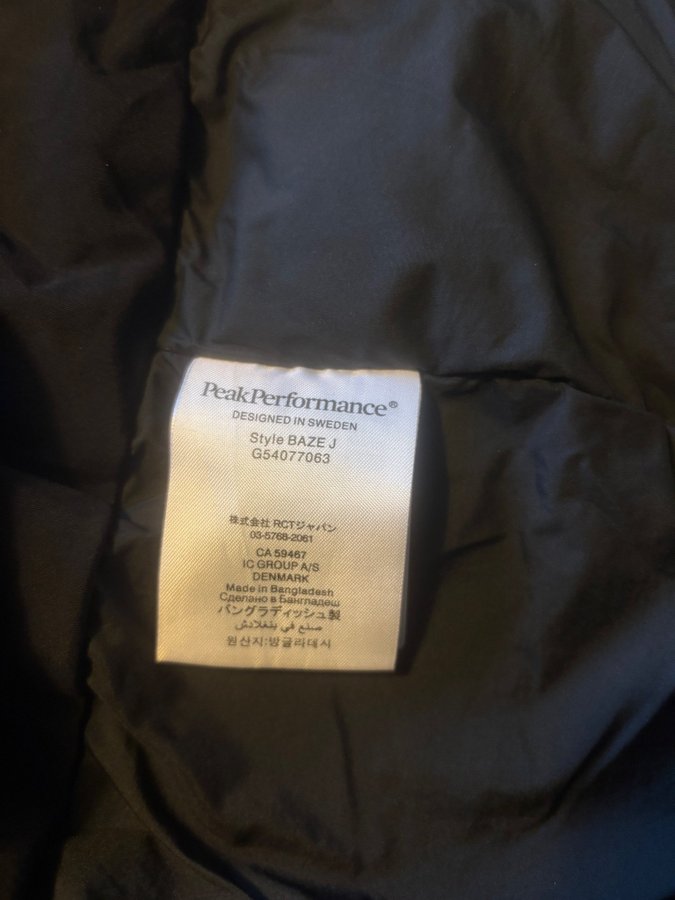 PeakPerformance®
DESIGNED IN SWEDEN
Style BAZE J
G54077063
株式会社 RCTジャパン
03-5768-2061
CA 59467
IC GROUP A/S
DENMARK
Made in Bangladesh
Сделано в Бангладеш
バングラディッシュ製
صنع في بنغلادش
원산지:방글라데시